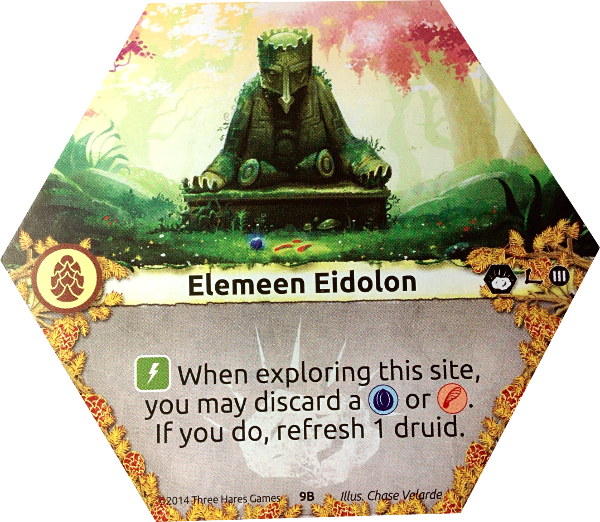 Elemeen Eidolon
When exploring this site,
you may discard a or .
If you do, refresh 1 druid.
©2014 Three Hares Games 9B Illus. Chase Velarde